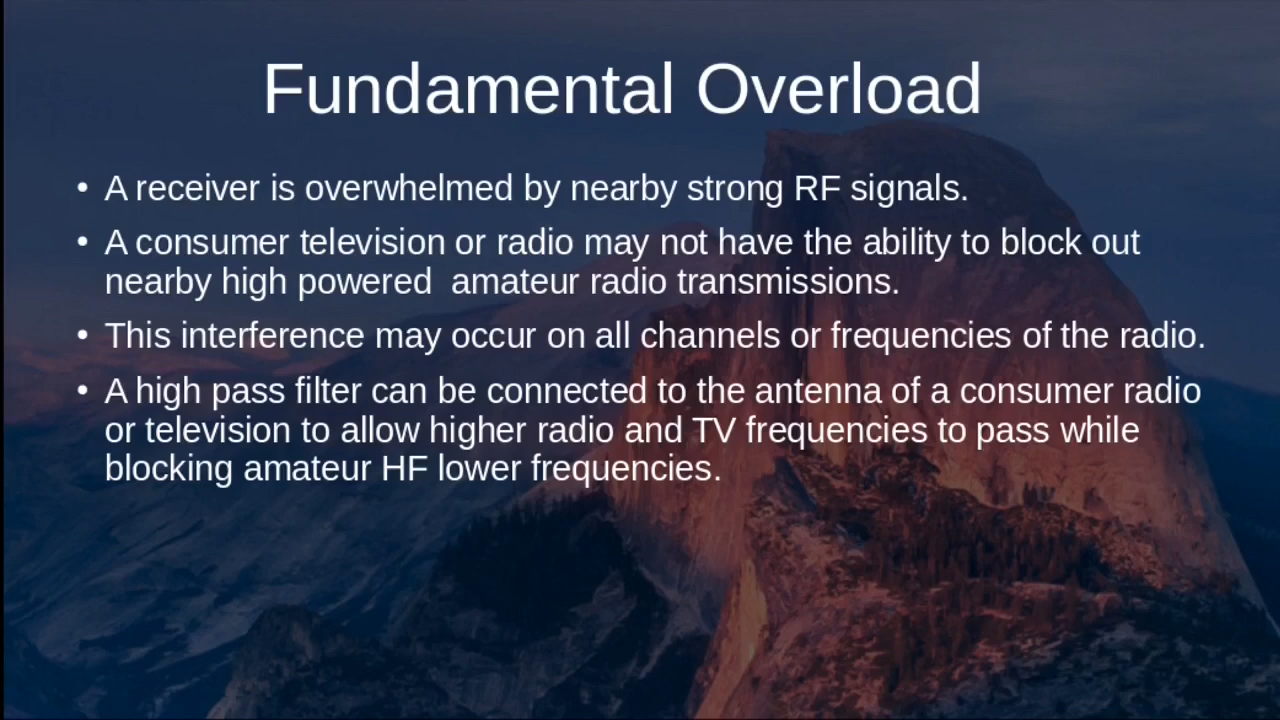 Fundamental Overload
• A receiver is overwhelmed by nearby strong RF signals.
• A consumer television or radio may not have the ability to block out
nearby high powered  amateur radio transmissions.
• This interference may occur on all channels or frequencies of the radio.
• A high pass filter can be connected to the antenna of a consumer radio
or television to allow higher radio and TV frequencies to pass while
blocking amateur HF lower frequencies.